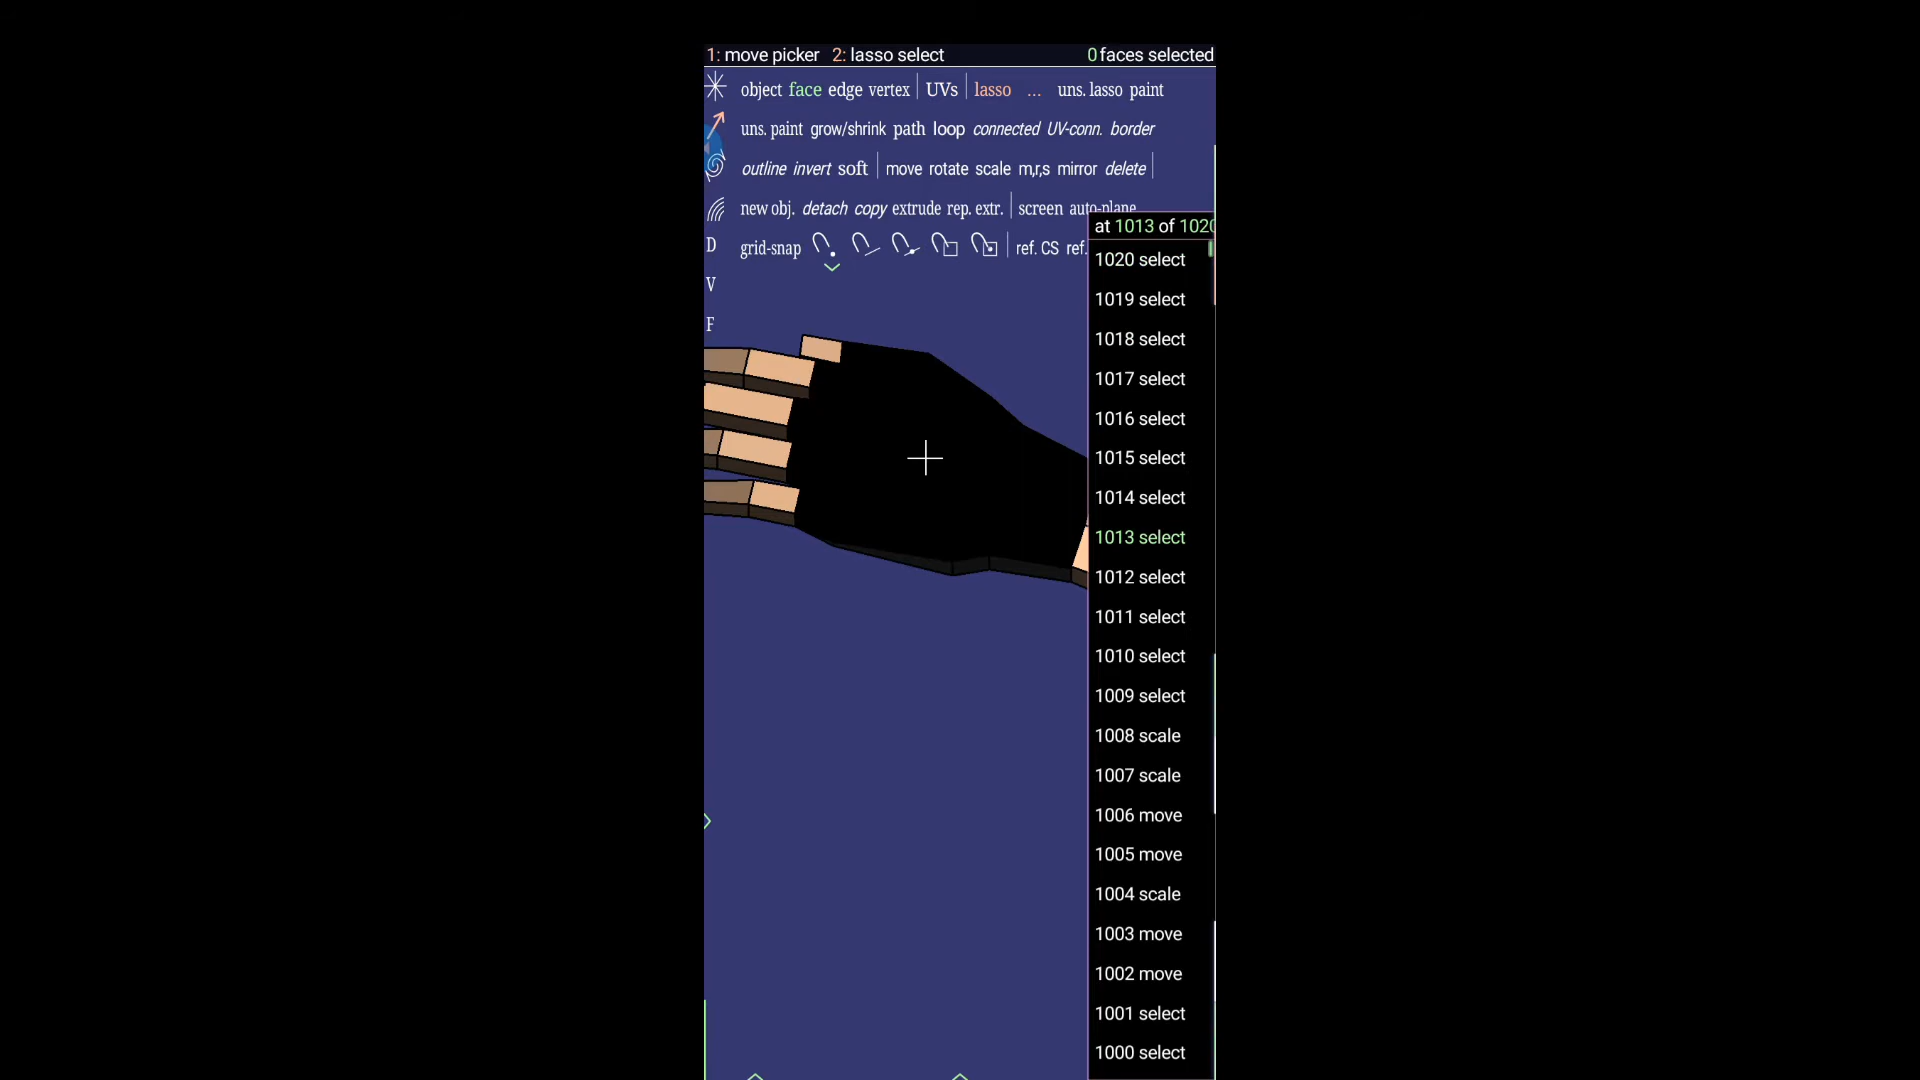 1: move picker 2: lasso select 0 faces selected
object face edge vertex UVs lasso ... uns. lasso paint
uns. paint grow/shrink path loop connected UV-conn. border
outline invert soft move rotate scale m,r,s mirror delete
new obj. detach copy extrude rep. extr. screen auto-plane
D grid-snap ref. CS ref.
V
F
at 1013 of 1020
1020 select
1019 select
1018 select
1017 select
1016 select
1015 select
1014 select
1013 select
1012 select
1011 select
1010 select
1009 select
1008 scale
1007 scale
1006 move
1005 move
1004 scale
1003 move
1002 move
1001 select
1000 select